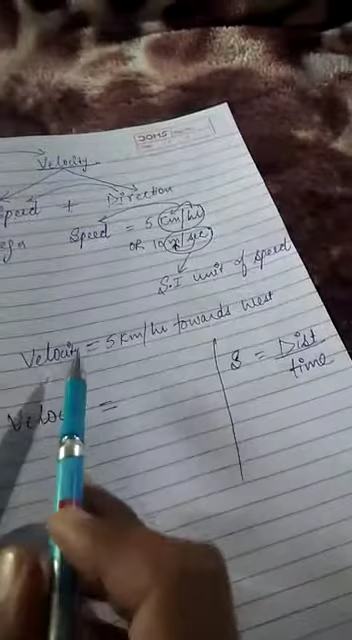 DOMS
Velocity
Speed + Direction
Speed = 5 km/hr
OR 10 m/sec
S.I unit of speed
Velocity = 5 km/hr towards west
S = Dist
time
=